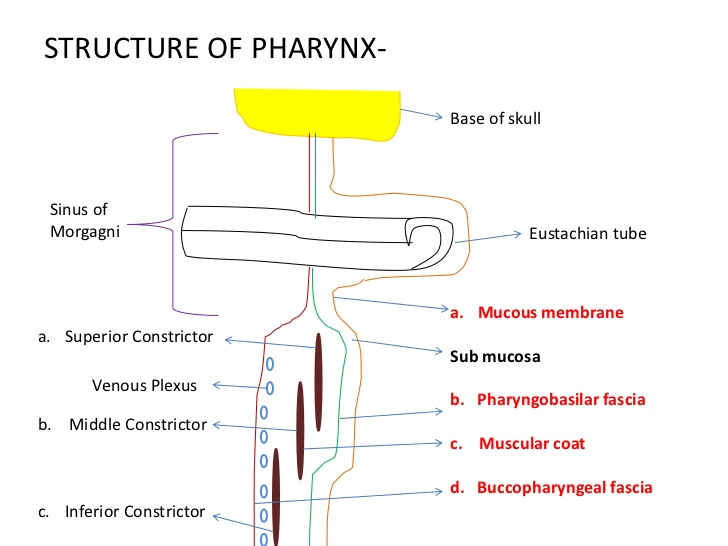 STRUCTURE OF PHARYNX-
Base of skull
Sinus of
Morgagni
Eustachian tube
a. Mucous membrane
a. Superior Constrictor
Sub mucosa
Venous Plexus
b. Pharyngobasilar fascia
b. Middle Constrictor
c. Muscular coat
d. Buccopharyngeal fascia
c. Inferior Constrictor